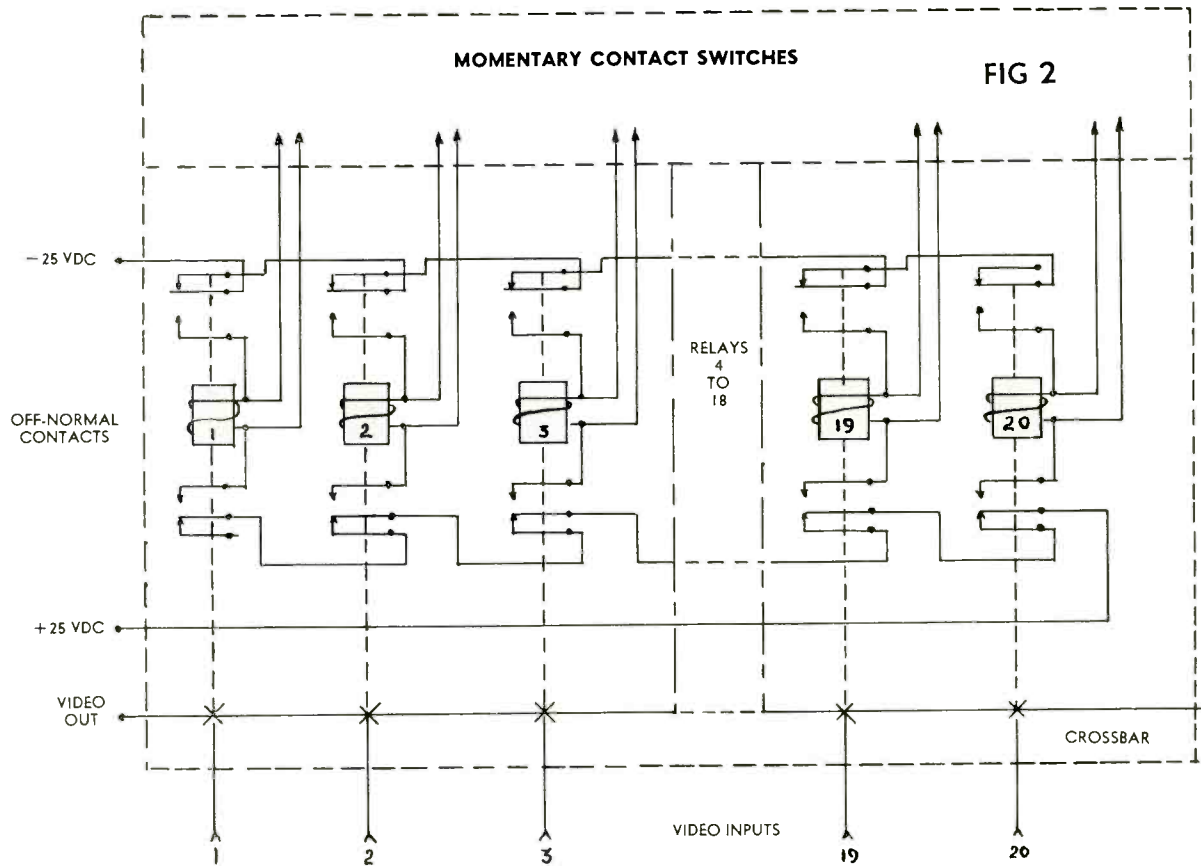 MOMENTARY CONTACT SWITCHES
FIG 2
−25 VDC
RELAYS
4
TO
18
OFF-NORMAL
CONTACTS
1
2
3
19
20
+25 VDC
VIDEO
OUT
CROSSBAR
VIDEO INPUTS
1
2
3
19
20